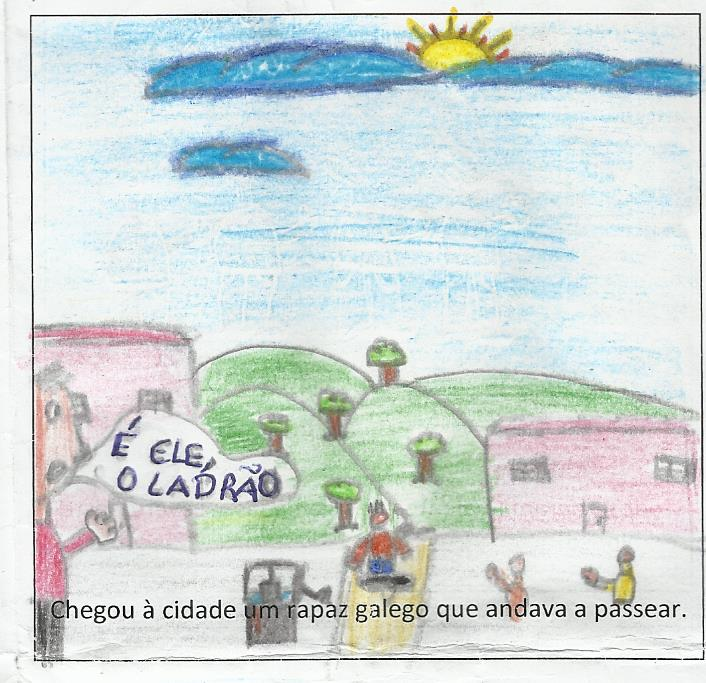 É ELE,
O LADRÃO
Chegou à cidade um rapaz galego que andava a passear.